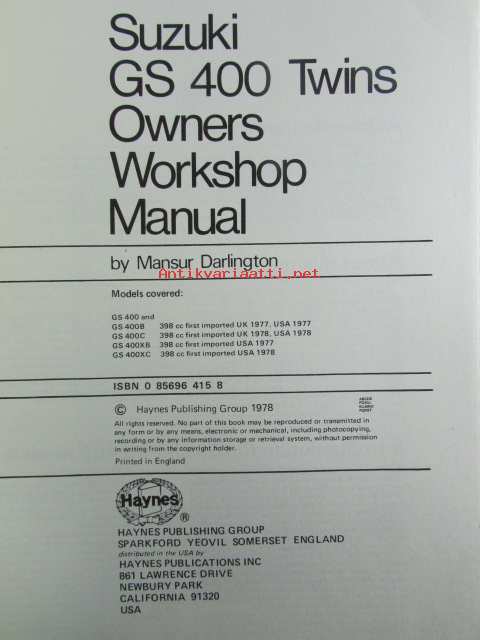 Suzuki
GS 400 Twins
Owners
Workshop
Manual
by Mansur Darlington
Antikvariaatti.net
Models covered:
GS 400 and
GS 400B 398 cc first imported UK 1977, USA 1977
GS 400C 398 cc first imported UK 1978, USA 1978
GS 400XB 398 cc first imported USA 1977
GS 400XC 398 cc first imported USA 1978
ISBN 0 85696 415 8
© Haynes Publishing Group 1978
All rights reserved. No part of this book may be reproduced or transmitted in
any form or by any means, electronic or mechanical, including photocopying,
recording or by any information storage or retrieval system, without permission
in writing from the copyright holder.
Printed in England
Haynes
®
HAYNES PUBLISHING GROUP
SPARKFORD YEOVIL SOMERSET ENGLAND
distributed in the USA by
HAYNES PUBLICATIONS INC
861 LAWRENCE DRIVE
NEWBURY PARK
CALIFORNIA 91320
USA